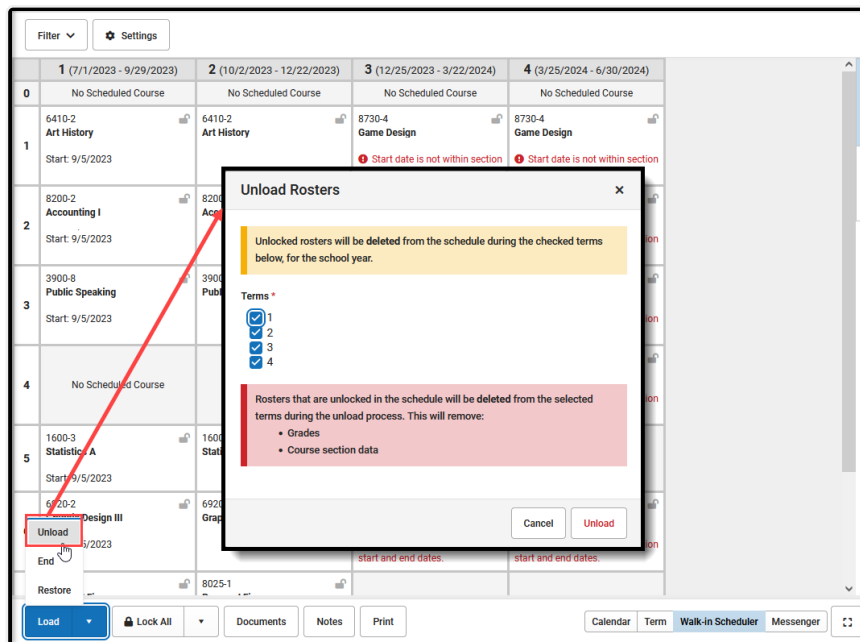 Filter
Settings
1 (7/1/2023 - 9/29/2023)
2 (10/2/2023 - 12/22/2023)
3 (12/25/2023 - 3/22/2024)
4 (3/25/2024 - 6/30/2024)
0
No Scheduled Course
No Scheduled Course
No Scheduled Course
No Scheduled Course
1
6410-2
Art History
Start: 9/5/2023
6410-2
Art History
8730-4
Game Design
Start date is not within section
8730-4
Game Design
Start date is not within section
2
8200-2
Accounting I
Start: 9/5/2023
3
3900-8
Public Speaking
Start: 9/5/2023
4
No Scheduled Course
5
1600-3
Statistics A
Start: 9/5/2023
6920-2
Design III
start and end dates.
start and end dates.
8025-1
Unload Rosters
Unlocked rosters will be deleted from the schedule during the checked terms
below, for the school year.
Terms *
1
2
3
4
Rosters that are unlocked in the schedule will be deleted from the selected
terms during the unload process. This will remove:
• Grades
• Course section data
Cancel
Unload
Unload
End
Restore
Load
Lock All
Documents
Notes
Print
Calendar
Term
Walk-in Scheduler
Messenger